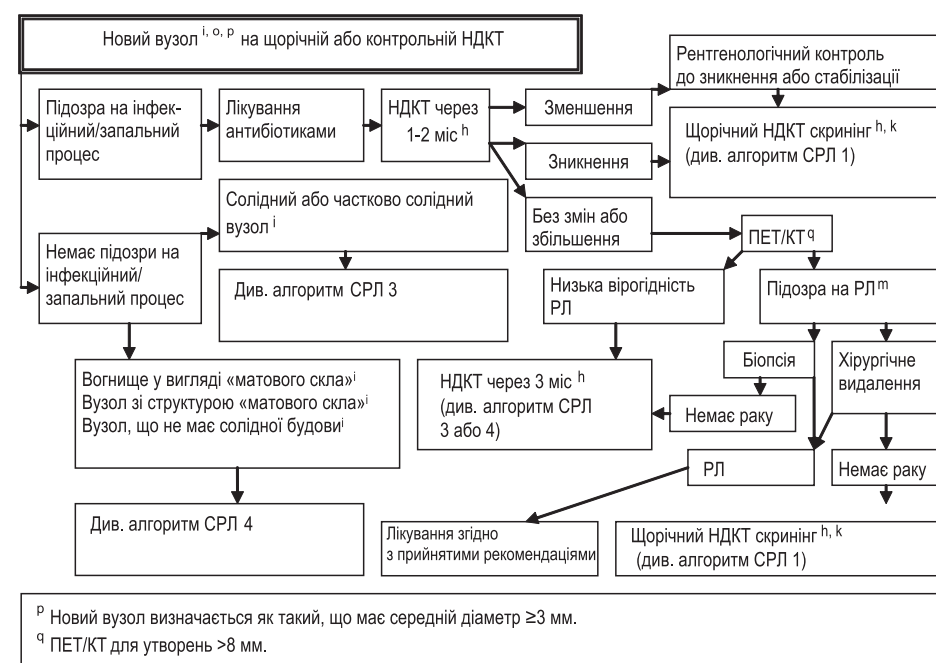 Новий вузол i, o, p на щорічній або контрольній НДКТ
Рентгенологічний контроль
до зникнення або стабілізації
Підозра на інфек-
ційний/запальний
процес
Лікування
антибіотиками
НДКТ через
1-2 міс h
Зменшення
Зникнення
Щорічний НДКТ скринінг h, k
(див. алгоритм СРЛ 1)
Солідний або частково солідний
вузол i
Без змін або
збільшення
ПЕТ/КТ q
Немає підозри на
інфекційний/
запальний процес
Див. алгоритм СРЛ 3
Низька вірогідність
РЛ
Підозра на РЛ m
Вогнище у вигляді «матового скла» i
Вузол зі структурою «матового скла» i
Вузол, що не має солідної будови i
НДКТ через 3 міс h
(див. алгоритм СРЛ
3 або 4)
Біопсія
Хірургічне
видалення
Немає раку
РЛ
Немає раку
Див. алгоритм СРЛ 4
Лікування згідно
з прийнятими рекомендаціями
Щорічний НДКТ скринінг h, k
(див. алгоритм СРЛ 1)
p Новий вузол визначається як такий, що має середній діаметр ≥3 мм.
q ПЕТ/КТ для утворень >8 мм.